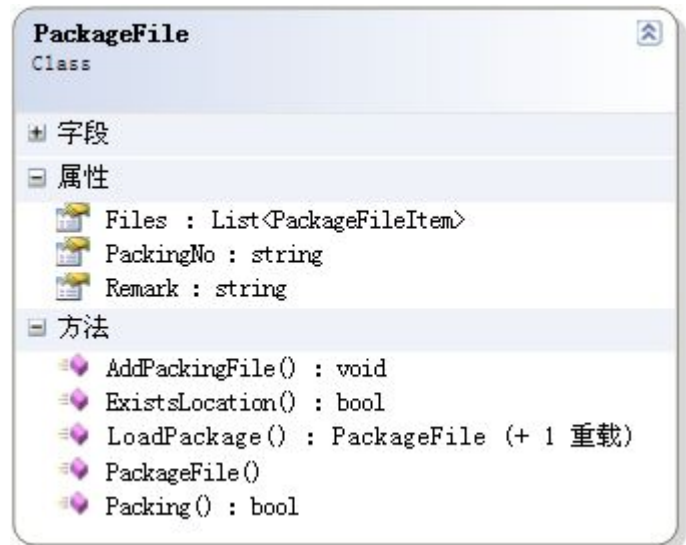 PackageFile
Class
字段
属性
Files : List<PackageFileItem>
PackingNo : string
Remark : string
方法
AddPackingFile() : void
ExistsLocation() : bool
LoadPackage() : PackageFile (+ 1 重载)
PackageFile()
Packing() : bool